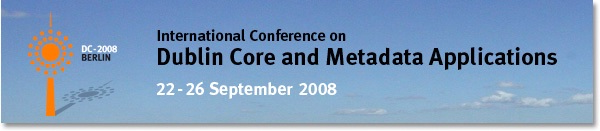 DC-2008
BERLIN
International Conference on
Dublin Core and Metadata Applications
22-26 September 2008